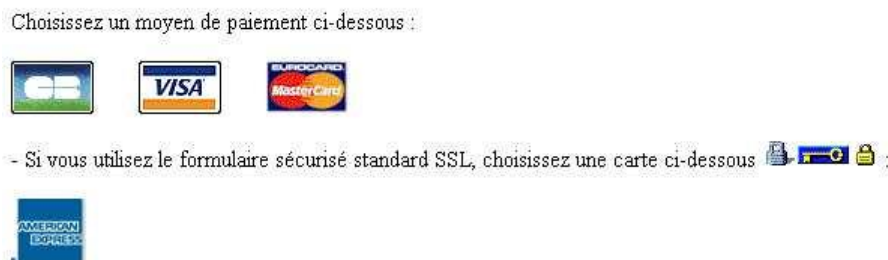 Choisissez un moyen de paiement ci-dessous :
CB VISA EUROCARD MasterCard
- Si vous utilisez le formulaire sécurisé standard SSL, choisissez une carte ci-dessous :
AMERICAN EXPRESS